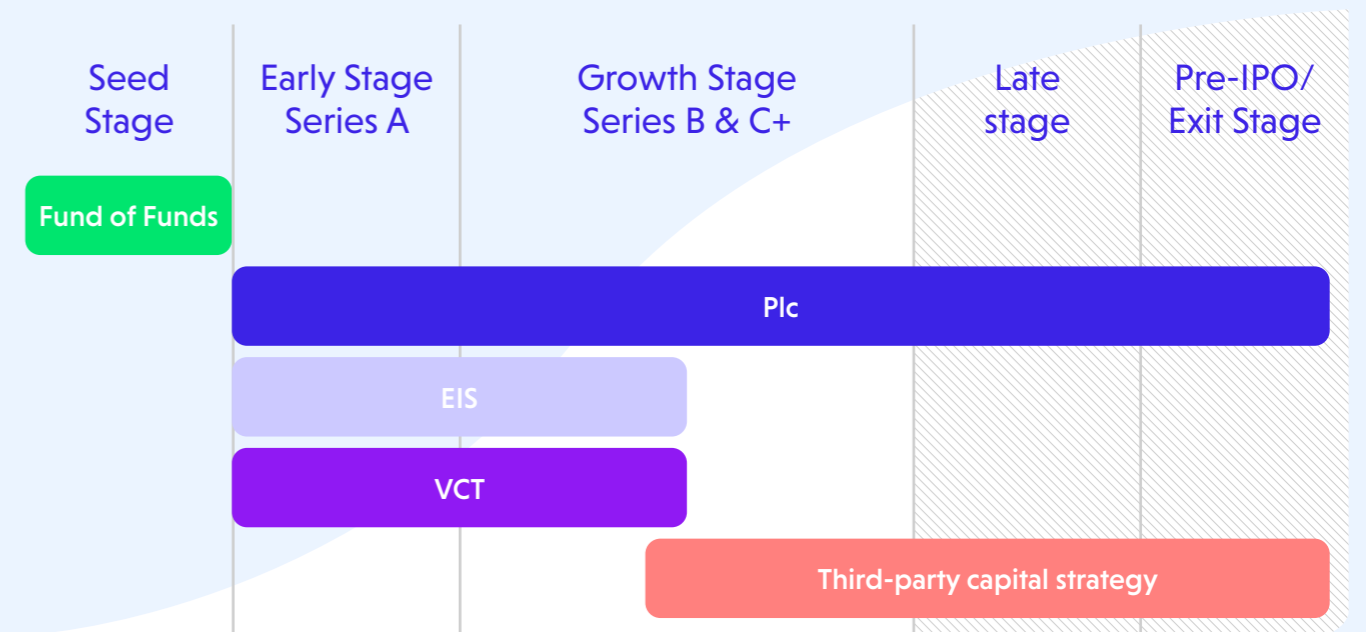 Seed
Stage
Early Stage
Series A
Growth Stage
Series B & C+
Late
stage
Pre-IPO/
Exit Stage
Fund of Funds
Plc
EIS
VCT
Third-party capital strategy